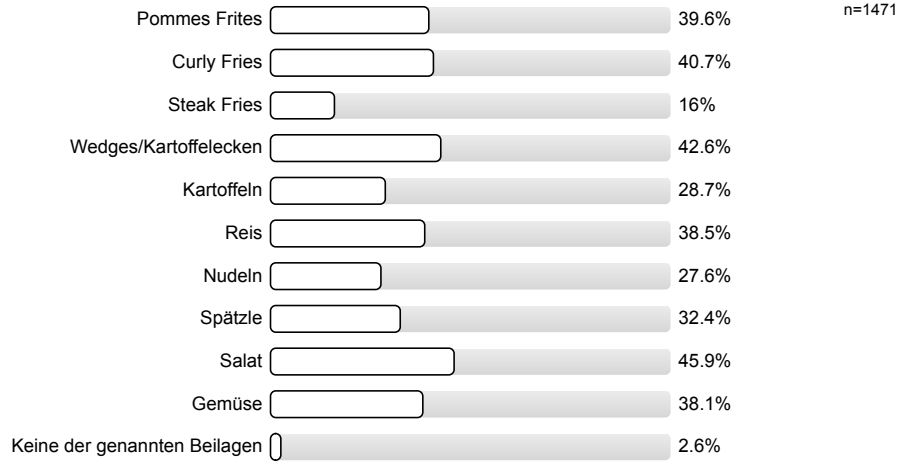 n=1471
Pommes Frites 39.6%
Curly Fries 40.7%
Steak Fries 16%
Wedges/Kartoffelecken 42.6%
Kartoffeln 28.7%
Reis 38.5%
Nudeln 27.6%
Spätzle 32.4%
Salat 45.9%
Gemüse 38.1%
Keine der genannten Beilagen 2.6%